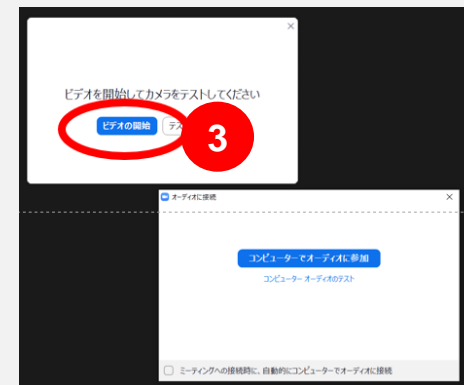 ビデオを開始してカメラをテストしてください
ビデオの開始
テス
3
オーディオに接続
コンピューターでオーディオに参加
コンピューター オーディオのテスト
ミーティングへの接続時に、自動的にコンピューターでオーディオに接続